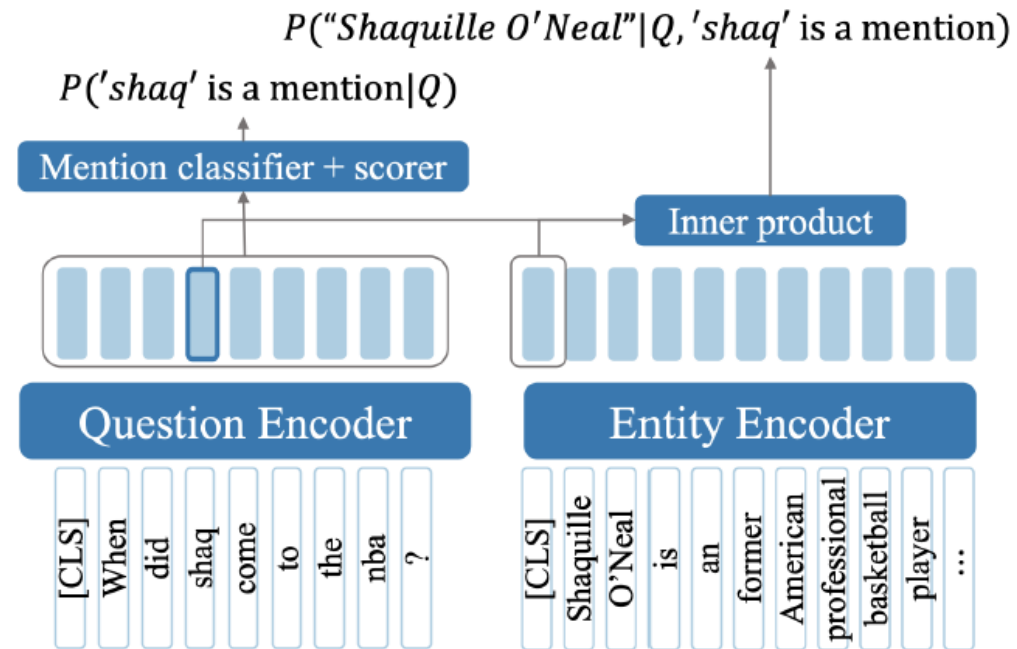 P(“Shaquille O′Neal”|Q, ′shaq′ is a mention)
P(′shaq′ is a mention|Q)
Mention classifier + scorer
Inner product
Question Encoder
Entity Encoder
[CLS]
When
did
shaq
come
to
the
nba
?
[CLS]
Shaquille
O’Neal
is
an
former
American
professional
basketball
player
...